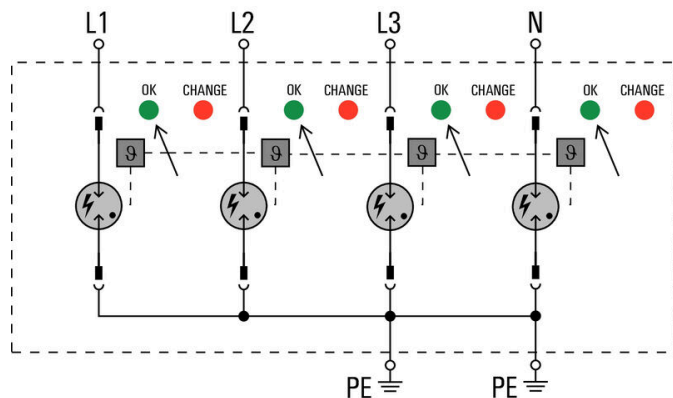 L1 L2 L3 N
OK CHANGE OK CHANGE OK CHANGE OK CHANGE
ϑ ϑ ϑ ϑ
PE PE